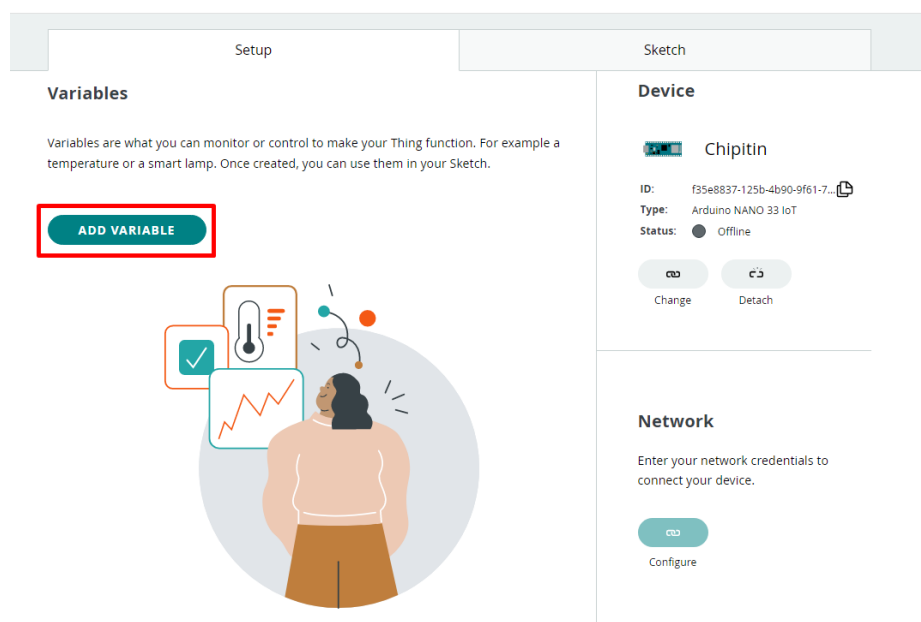 Setup
Sketch
Variables
Variables are what you can monitor or control to make your Thing function. For example a
temperature or a smart lamp. Once created, you can use them in your Sketch.
ADD VARIABLE
Device
Chipitin
ID: f35e8837-125b-4b90-9f61-7...
Type: Arduino NANO 33 IoT
Status: Offline
Change
Detach
Network
Enter your network credentials to
connect your device.
Configure